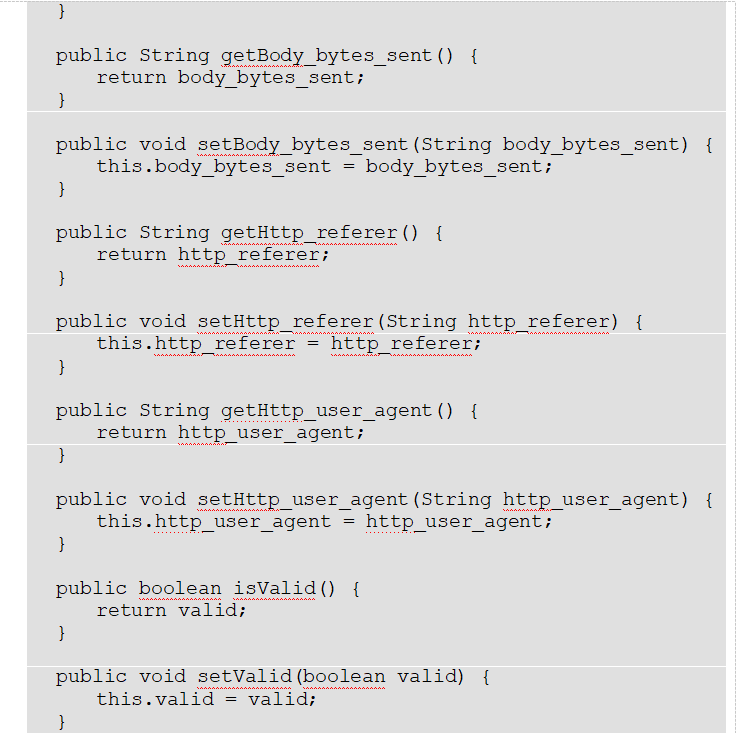 }
public String getBody_bytes_sent() {
return body_bytes_sent;
}
public void setBody_bytes_sent(String body_bytes_sent) {
this.body_bytes_sent = body_bytes_sent;
}
public String getHttp_referer() {
return http_referer;
}
public void setHttp_referer(String http_referer) {
this.http_referer = http_referer;
}
public String getHttp_user_agent() {
return http_user_agent;
}
public void setHttp_user_agent(String http_user_agent) {
this.http_user_agent = http_user_agent;
}
public boolean isValid() {
return valid;
}
public void setValid(boolean valid) {
this.valid = valid;
}